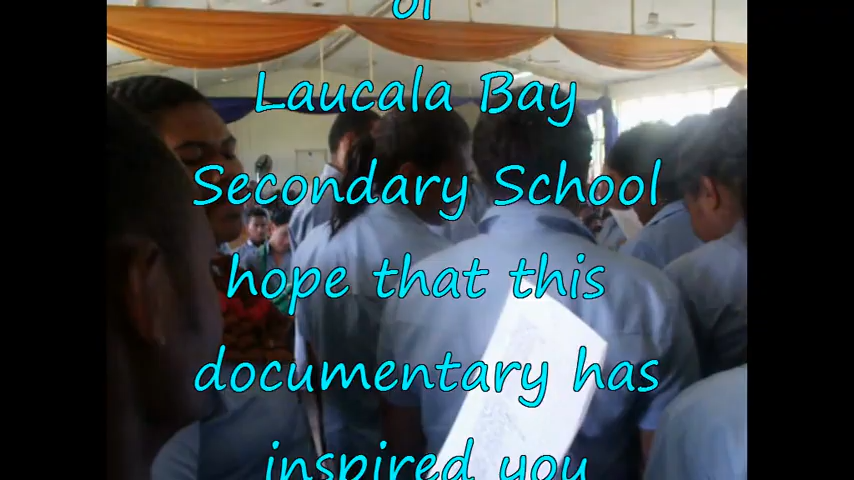 of
Laucala Bay
Secondary School
hope that this
documentary has
inspired you